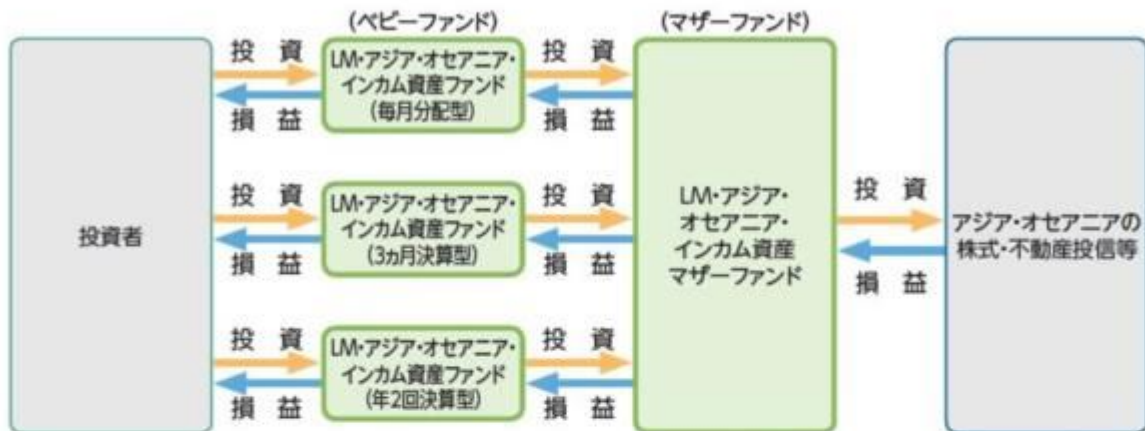 (ベビーファンド)
(マザーファンド)
投資者
投 資
LM・アジア・オセアニア・
インカム資産ファンド
(毎月分配型)
損 益
投 資
損 益
投 資
LM・アジア・オセアニア・
インカム資産ファンド
(3ヵ月決算型)
損 益
投 資
損 益
投 資
LM・アジア・オセアニア・
インカム資産ファンド
(年2回決算型)
損 益
投 資
損 益
LM・アジア・
オセアニア・
インカム資産
マザーファンド
投 資
損 益
アジア・オセアニアの
株式・不動産投信等